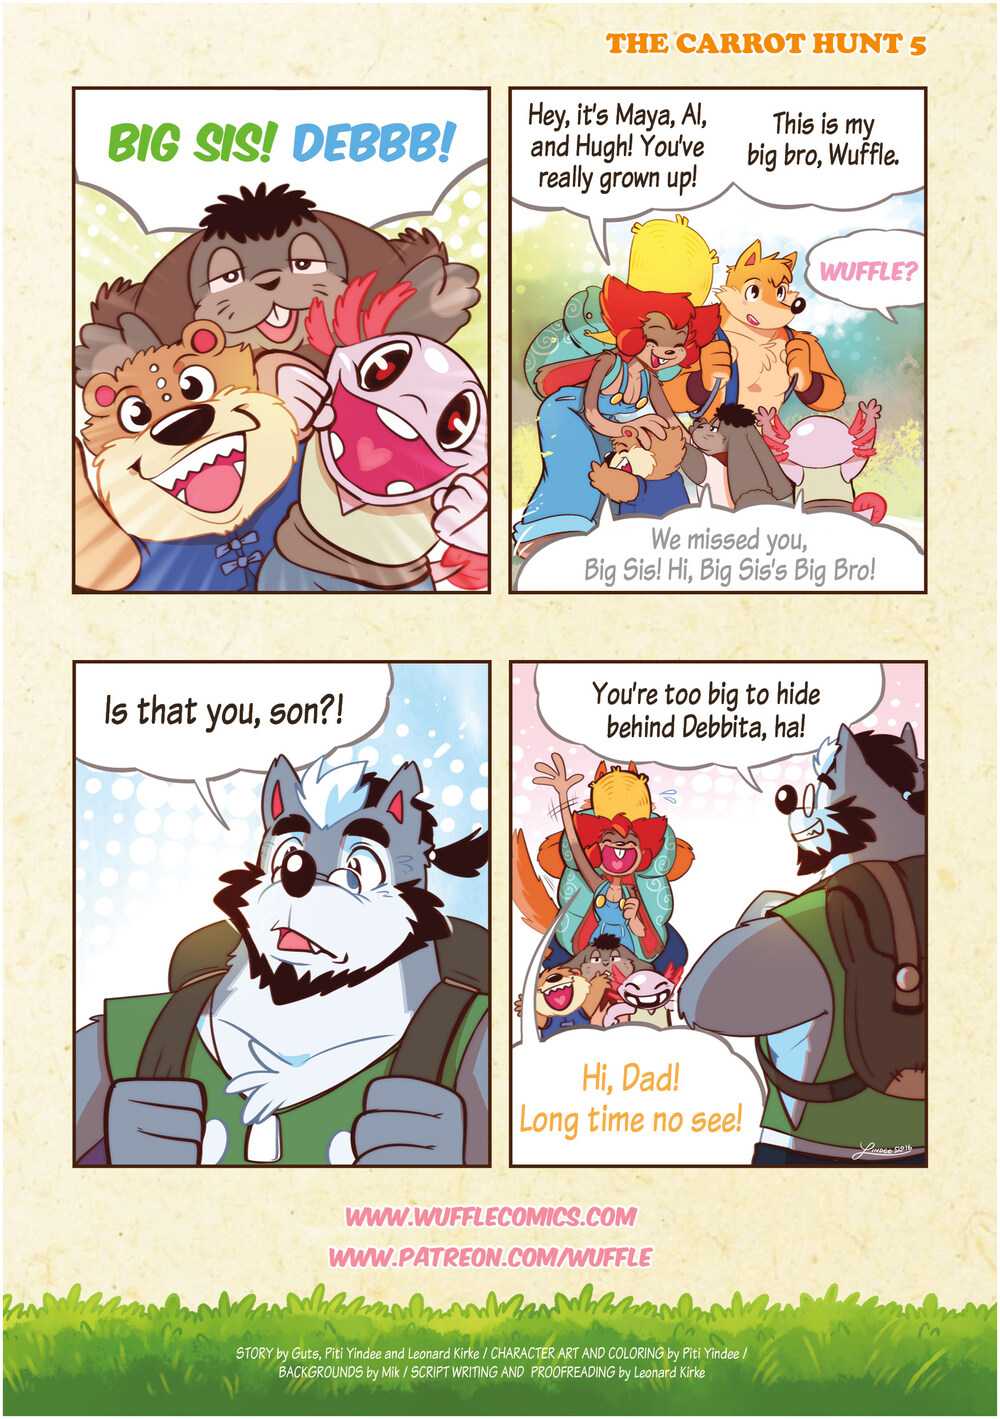 THE CARROT HUNT 5
BIG SIS! DEBBB!
Hey, it's Maya, Al,
and Hugh! You've
really grown up!
This is my
big bro, Wuffle.
WUFFLE?
We missed you,
Big Sis! Hi, Big Sis's Big Bro!
Is that you, son?!
You're too big to hide
behind Debbita, ha!
Hi, Dad!
Long time no see!
Yindee 2016
WWW.WUFFLECOMICS.COM
WWW.PATREON.COM/WUFFLE
STORY by Guts, Piti Yindee and Leonard Kirke / CHARACTER ART AND COLORING by Piti Yindee /
BACKGROUNDS by Mik / SCRIPT WRITING AND PROOFREADING by Leonard Kirke